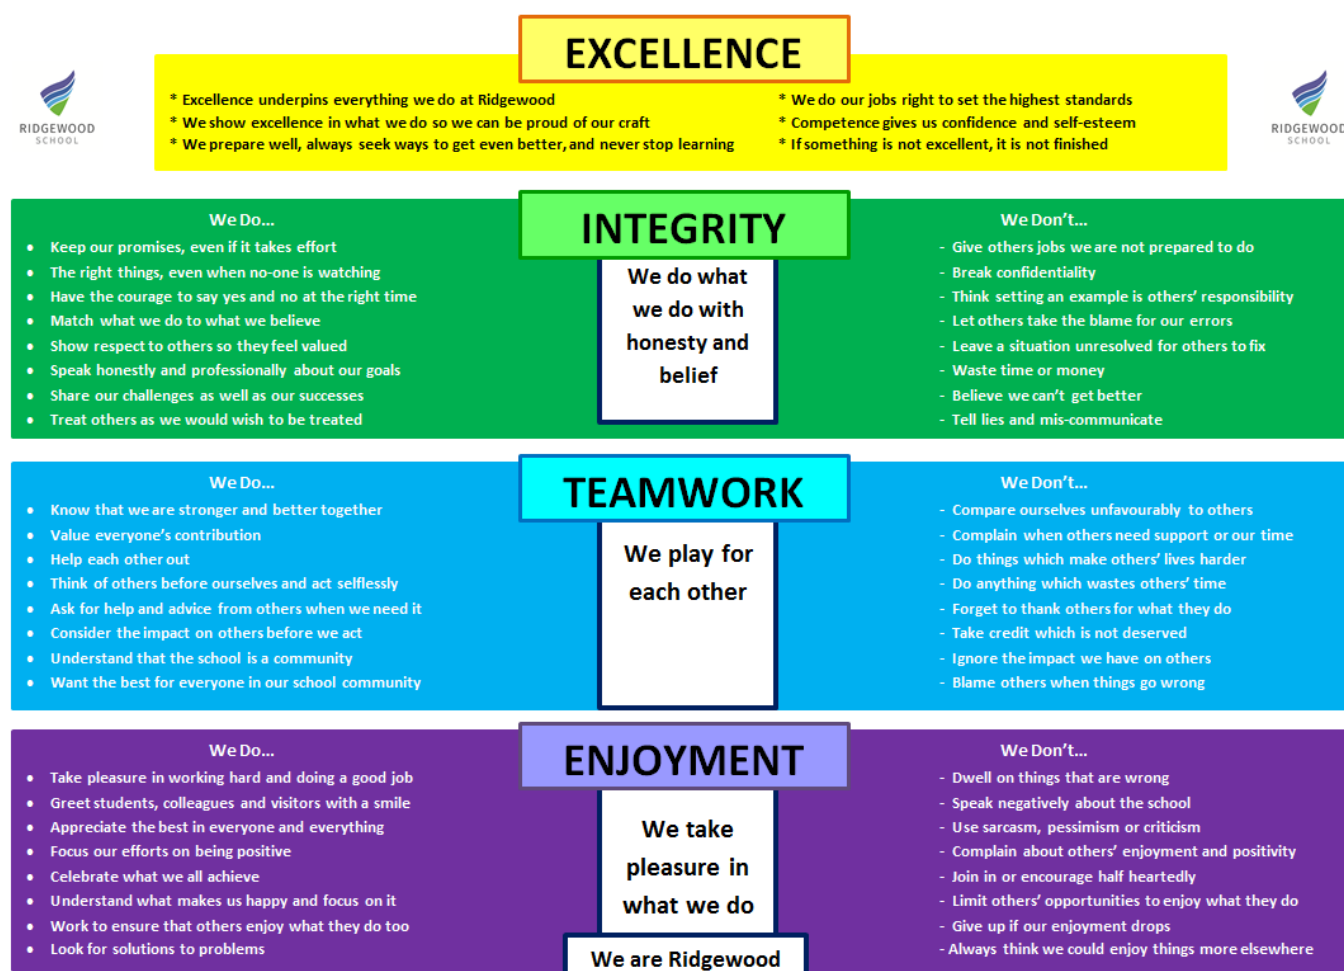 EXCELLENCE
RIDGEWOOD
SCHOOL
* Excellence underpins everything we do at Ridgewood
* We show excellence in what we do so we can be proud of our craft
* We prepare well, always seek ways to get even better, and never stop learning
* We do our jobs right to set the highest standards
* Competence gives us confidence and self-esteem
* If something is not excellent, it is not finished
RIDGEWOOD
SCHOOL
INTEGRITY
We do what
we do with
honesty and
belief
We Do...
• Keep our promises, even if it takes effort
• The right things, even when no-one is watching
• Have the courage to say yes and no at the right time
• Match what we do to what we believe
• Show respect to others so they feel valued
• Speak honestly and professionally about our goals
• Share our challenges as well as our successes
• Treat others as we would wish to be treated
We Don't...
- Give others jobs we are not prepared to do
- Break confidentiality
- Think setting an example is others' responsibility
- Let others take the blame for our errors
- Leave a situation unresolved for others to fix
- Waste time or money
- Believe we can't get better
- Tell lies and mis-communicate
TEAMWORK
We play for
each other
We Do...
• Know that we are stronger and better together
• Value everyone's contribution
• Help each other out
• Think of others before ourselves and act selflessly
• Ask for help and advice from others when we need it
• Consider the impact on others before we act
• Understand that the school is a community
• Want the best for everyone in our school community
We Don't...
- Compare ourselves unfavourably to others
- Complain when others need support or our time
- Do things which make others' lives harder
- Do anything which wastes others' time
- Forget to thank others for what they do
- Take credit which is not deserved
- Ignore the impact we have on others
- Blame others when things go wrong
ENJOYMENT
We take
pleasure in
what we do
We Do...
• Take pleasure in working hard and doing a good job
• Greet students, colleagues and visitors with a smile
• Appreciate the best in everyone and everything
• Focus our efforts on being positive
• Celebrate what we all achieve
• Understand what makes us happy and focus on it
• Work to ensure that others enjoy what they do too
• Look for solutions to problems
We Don't...
- Dwell on things that are wrong
- Speak negatively about the school
- Use sarcasm, pessimism or criticism
- Complain about others' enjoyment and positivity
- Join in or encourage half heartedly
- Limit others' opportunities to enjoy what they do
- Give up if our enjoyment drops
- Always think we could enjoy things more elsewhere
We are Ridgewood